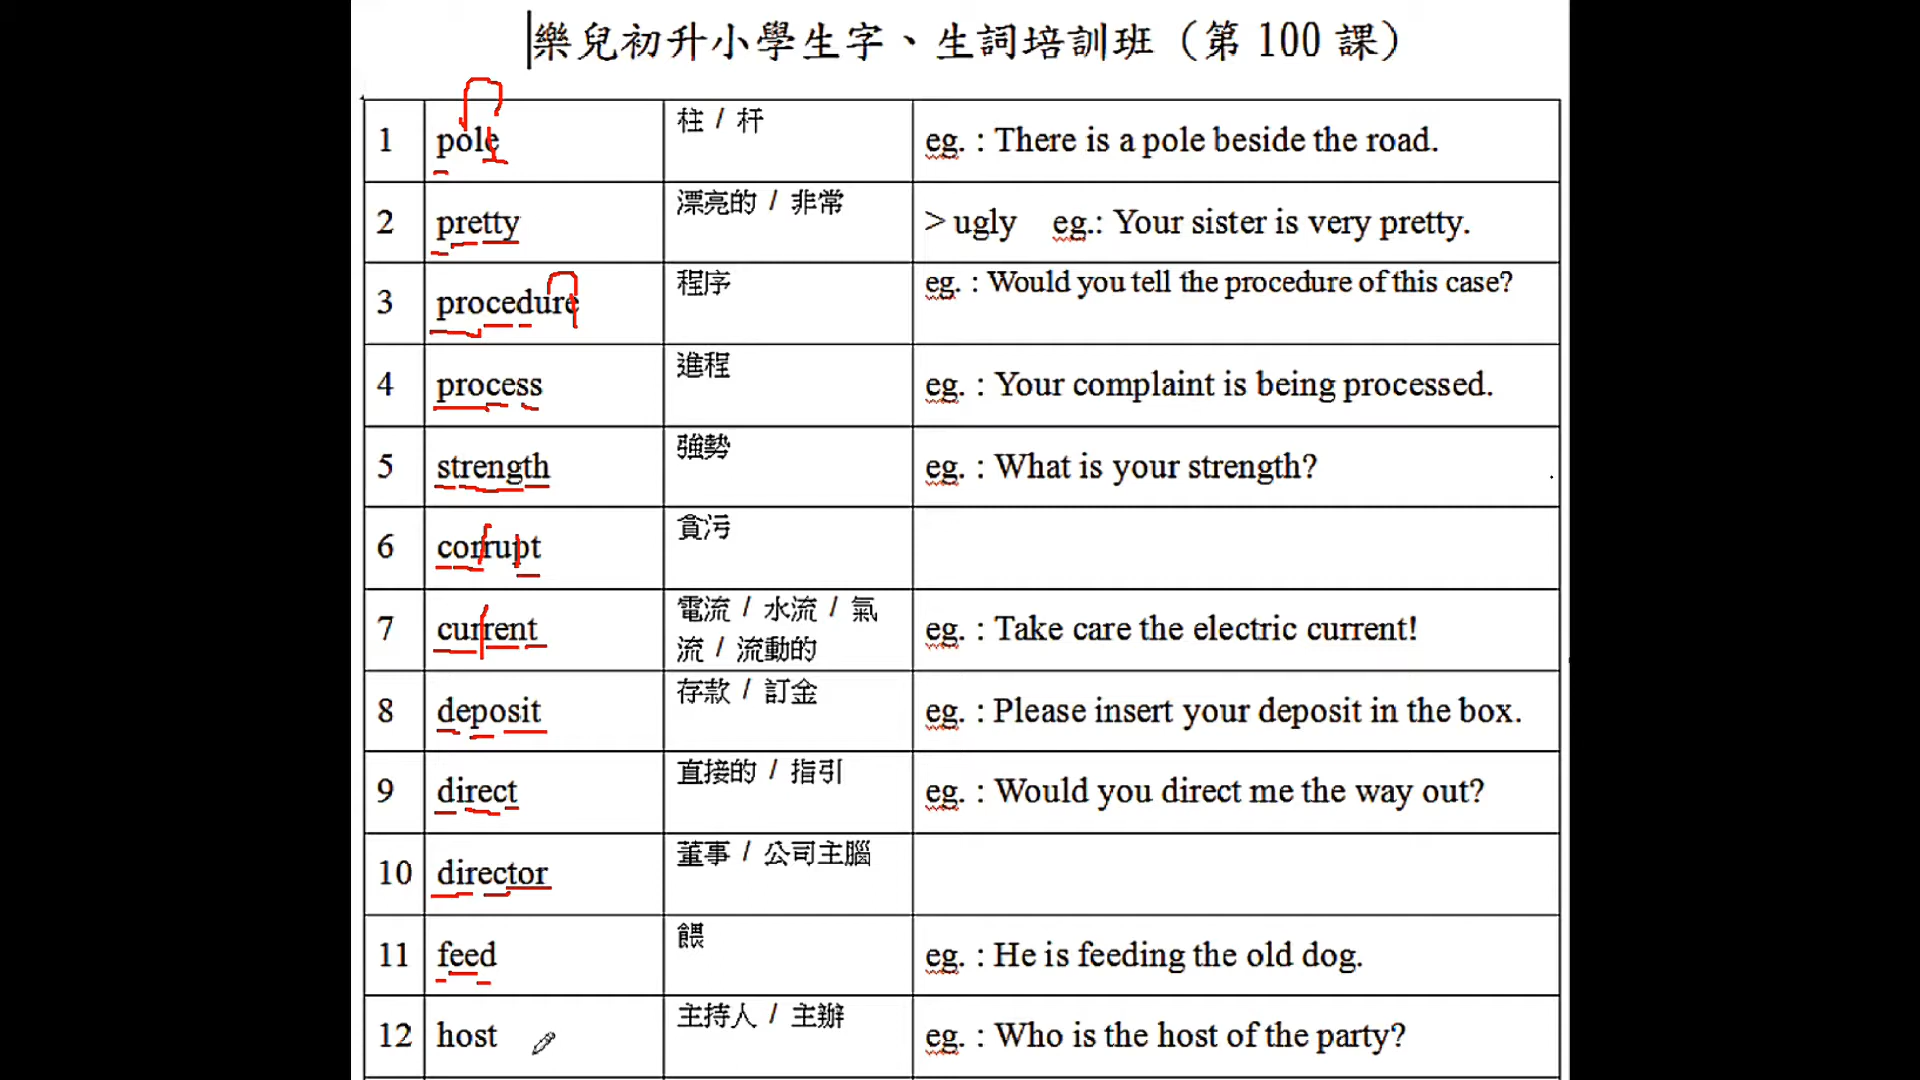 樂兒初升小學生字、生詞培訓班（第 100 課）
1 pole 柱 / 杆 eg. : There is a pole beside the road.
2 pretty 漂亮的 / 非常 > ugly eg.: Your sister is very pretty.
3 procedure 程序 eg. : Would you tell the procedure of this case?
4 process 進程 eg. : Your complaint is being processed.
5 strength 強勢 eg. : What is your strength?
6 corrupt 貪污
7 current 電流 / 水流 / 氣 eg. : Take care the electric current!
流 / 流動的
8 deposit 存款 / 訂金 eg. : Please insert your deposit in the box.
9 direct 直接的 / 指引 eg. : Would you direct me the way out?
10 director 董事 / 公司主腦
11 feed 餵 eg. : He is feeding the old dog.
12 host 主持人 / 主辦 eg. : Who is the host of the party?